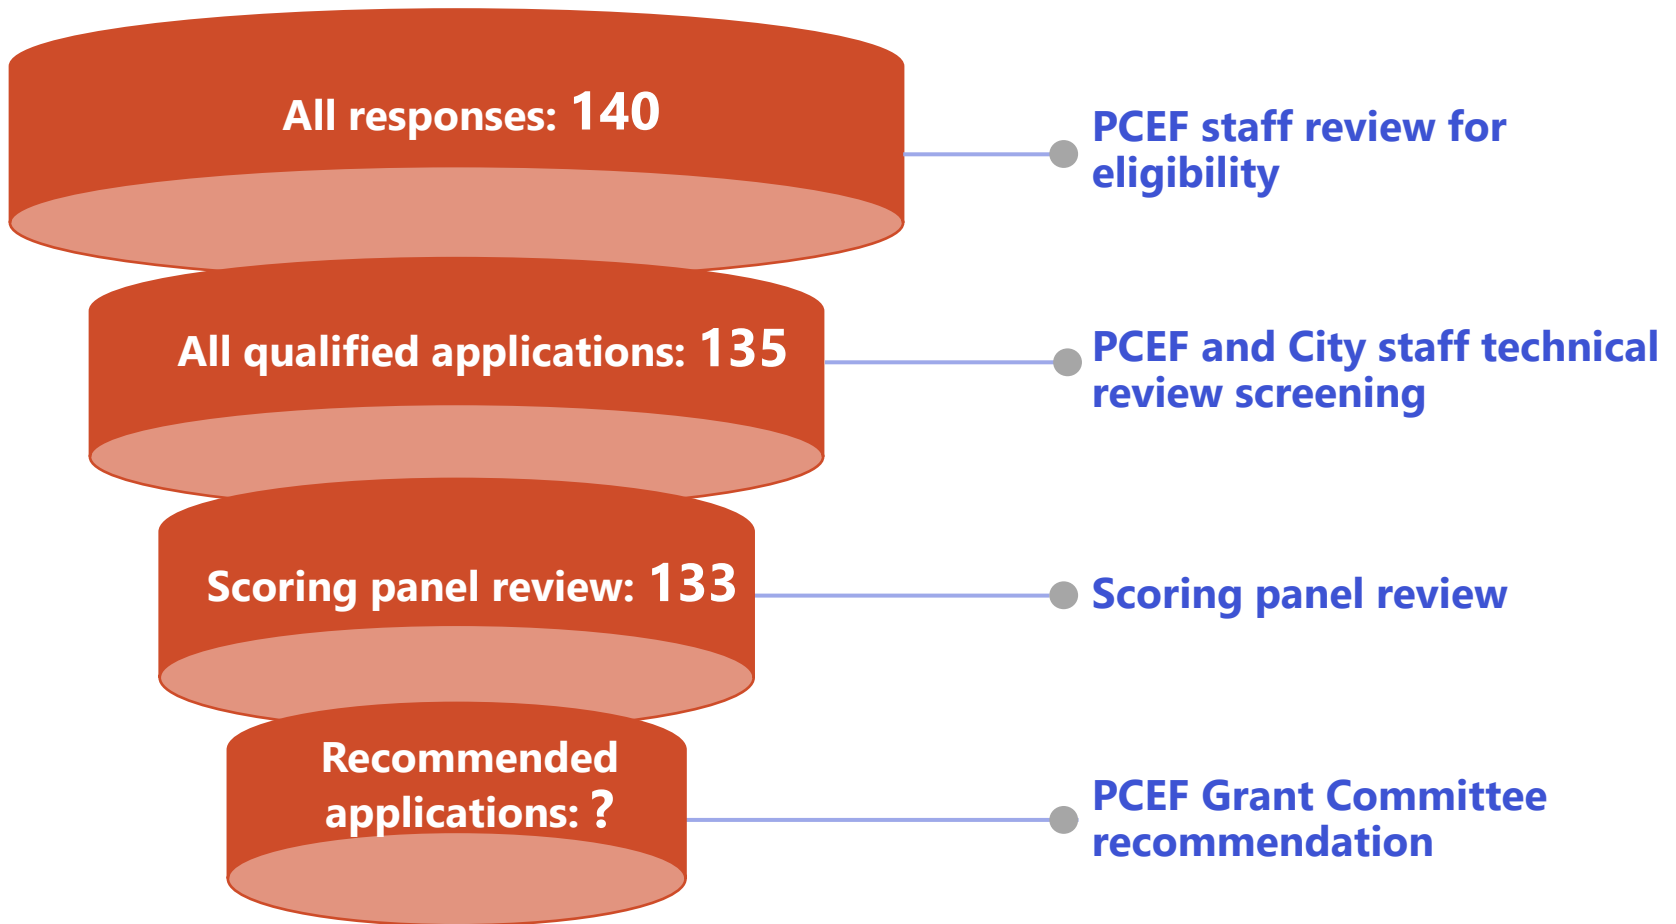 All responses: 140
PCEF staff review for
eligibility
All qualified applications: 135
PCEF and City staff technical
review screening
Scoring panel review: 133
Scoring panel review
Recommended
applications: ?
PCEF Grant Committee
recommendation